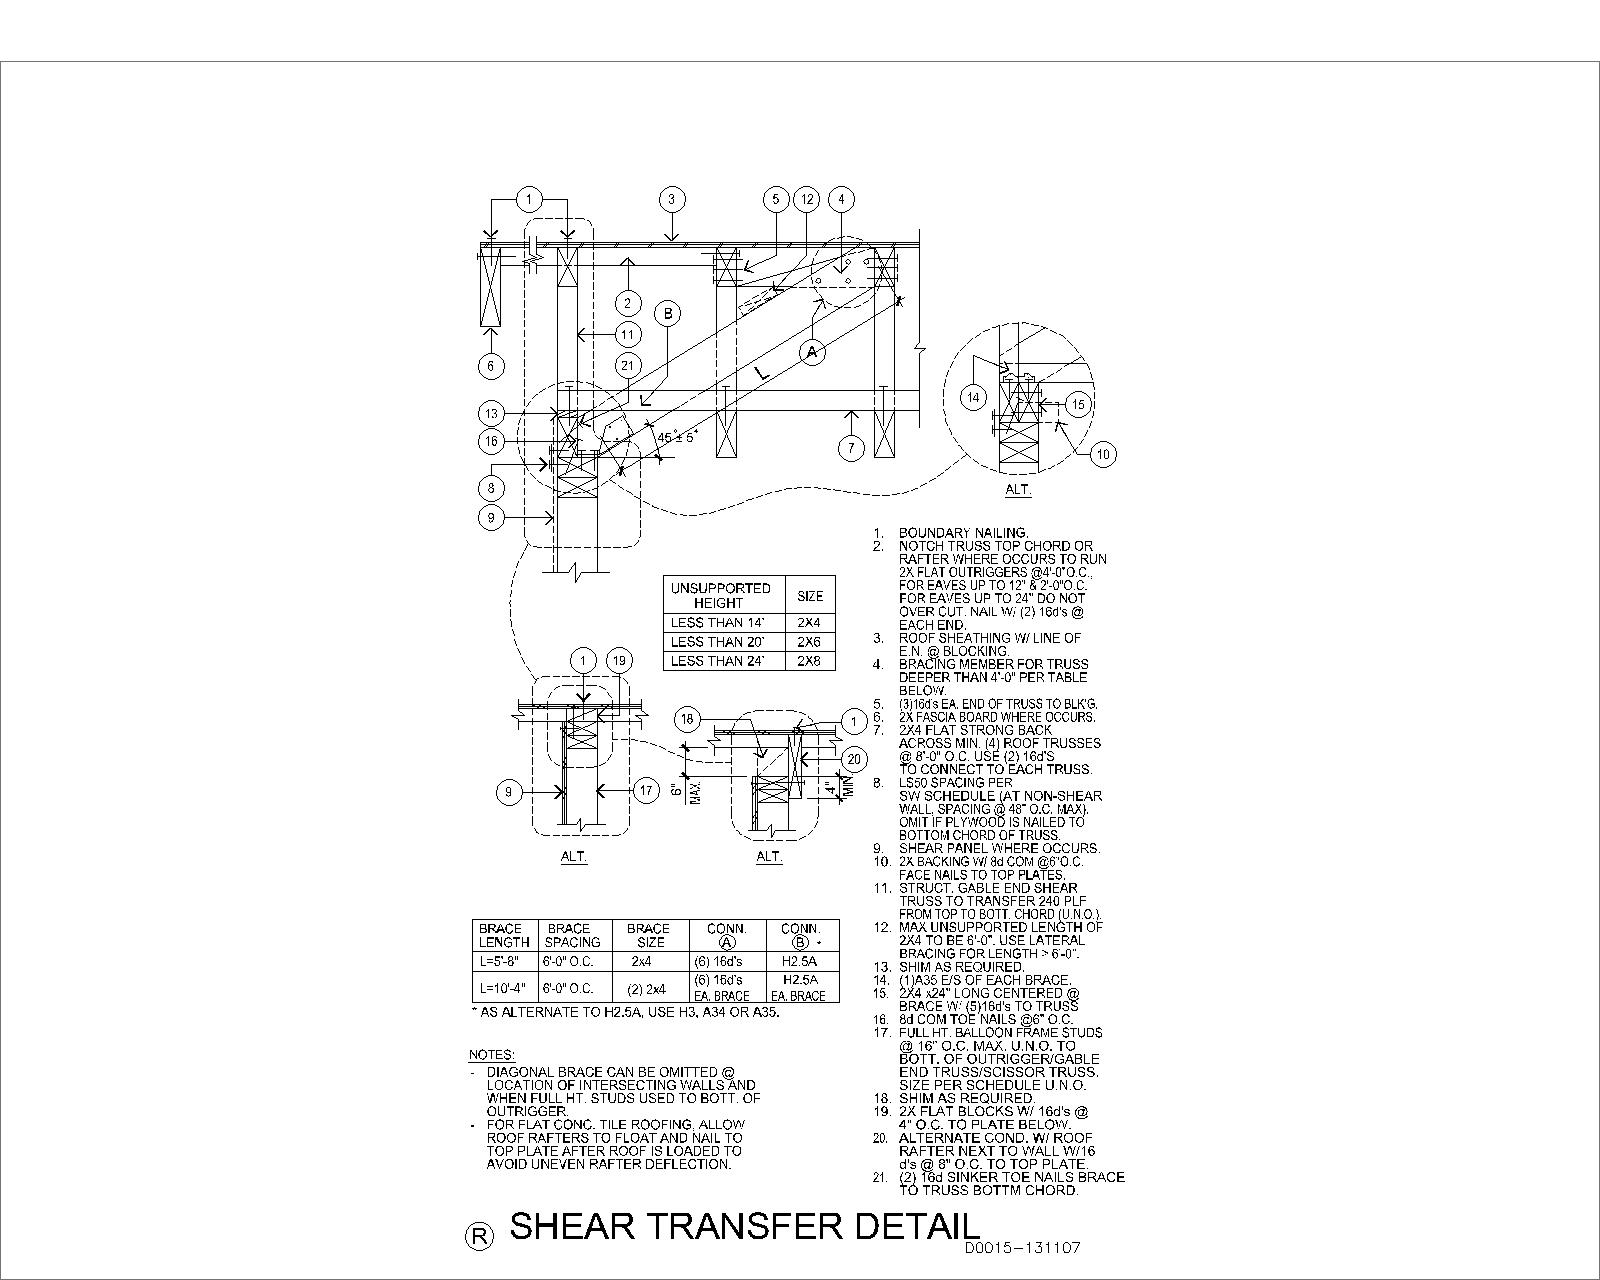 1
3
5
12
4
2
B
11
6
21
A
L
14
15
13
16
45°± 5°
7
10
8
ALT.
9
UNSUPPORTED HEIGHT | SIZE
LESS THAN 14' | 2X4
LESS THAN 20' | 2X6
LESS THAN 24' | 2X8
1
19
18
1
20
9
17
6" MAX.
4" MIN
ALT.
ALT.
BRACE LENGTH | BRACE SPACING | BRACE SIZE | CONN. A | CONN. B *
L=5'-8" | 6'-0" O.C. | 2x4 | (6) 16d's | H2.5A
L=10'-4" | 6'-0" O.C. | (2) 2x4 | (6) 16d's EA. BRACE | H2.5A EA. BRACE
* AS ALTERNATE TO H2.5A, USE H3, A34 OR A35.
NOTES:
- DIAGONAL BRACE CAN BE OMITTED @
LOCATION OF INTERSECTING WALLS AND
WHEN FULL HT. STUDS USED TO BOTT. OF
OUTRIGGER.
- FOR FLAT CONC. TILE ROOFING, ALLOW
ROOF RAFTERS TO FLOAT AND NAIL TO
TOP PLATE AFTER ROOF IS LOADED TO
AVOID UNEVEN RAFTER DEFLECTION.
1. BOUNDARY NAILING.
2. NOTCH TRUSS TOP CHORD OR
RAFTER WHERE OCCURS TO RUN
2X FLAT OUTRIGGERS @4'-0"O.C.,
FOR EAVES UP TO 12" & 2'-0"O.C.
FOR EAVES UP TO 24" DO NOT
OVER CUT. NAIL W/ (2) 16d's @
EACH END.
3. ROOF SHEATHING W/ LINE OF
E.N. @ BLOCKING.
4. BRACING MEMBER FOR TRUSS
DEEPER THAN 4'-0" PER TABLE
BELOW.
5. (3)16d's EA. END OF TRUSS TO BLK'G.
6. 2X FASCIA BOARD WHERE OCCURS.
7. 2X4 FLAT STRONG BACK
ACROSS MIN. (4) ROOF TRUSSES
@ 8'-0" O.C. USE (2) 16d'S
TO CONNECT TO EACH TRUSS.
8. LS50 SPACING PER
SW SCHEDULE (AT NON-SHEAR
WALL, SPACING @ 48" O.C. MAX).
OMIT IF PLYWOOD IS NAILED TO
BOTTOM CHORD OF TRUSS.
9. SHEAR PANEL WHERE OCCURS.
10. 2X BACKING W/ 8d COM @6"O.C.
FACE NAILS TO TOP PLATES.
11. STRUCT. GABLE END SHEAR
TRUSS TO TRANSFER 240 PLF
FROM TOP TO BOTT. CHORD (U.N.O.).
12. MAX UNSUPPORTED LENGTH OF
2X4 TO BE 6'-0". USE LATERAL
BRACING FOR LENGTH > 6'-0".
13. SHIM AS REQUIRED.
14. (1)A35 E/S OF EACH BRACE.
15. 2X4 x24" LONG CENTERED @
BRACE W/ (5)16d's TO TRUSS
16. 8d COM TOE NAILS @6" O.C.
17. FULL HT. BALLOON FRAME STUDS
@ 16" O.C. MAX. U.N.O. TO
BOTT. OF OUTRIGGER/GABLE
END TRUSS/SCISSOR TRUSS.
SIZE PER SCHEDULE U.N.O.
18. SHIM AS REQUIRED.
19. 2X FLAT BLOCKS W/ 16d's @
4" O.C. TO PLATE BELOW.
20. ALTERNATE COND. W/ ROOF
RAFTER NEXT TO WALL W/16
d's @ 8" O.C. TO TOP PLATE.
21. (2) 16d SINKER TOE NAILS BRACE
TO TRUSS BOTTM CHORD.
R SHEAR TRANSFER DETAIL
D0015-131107